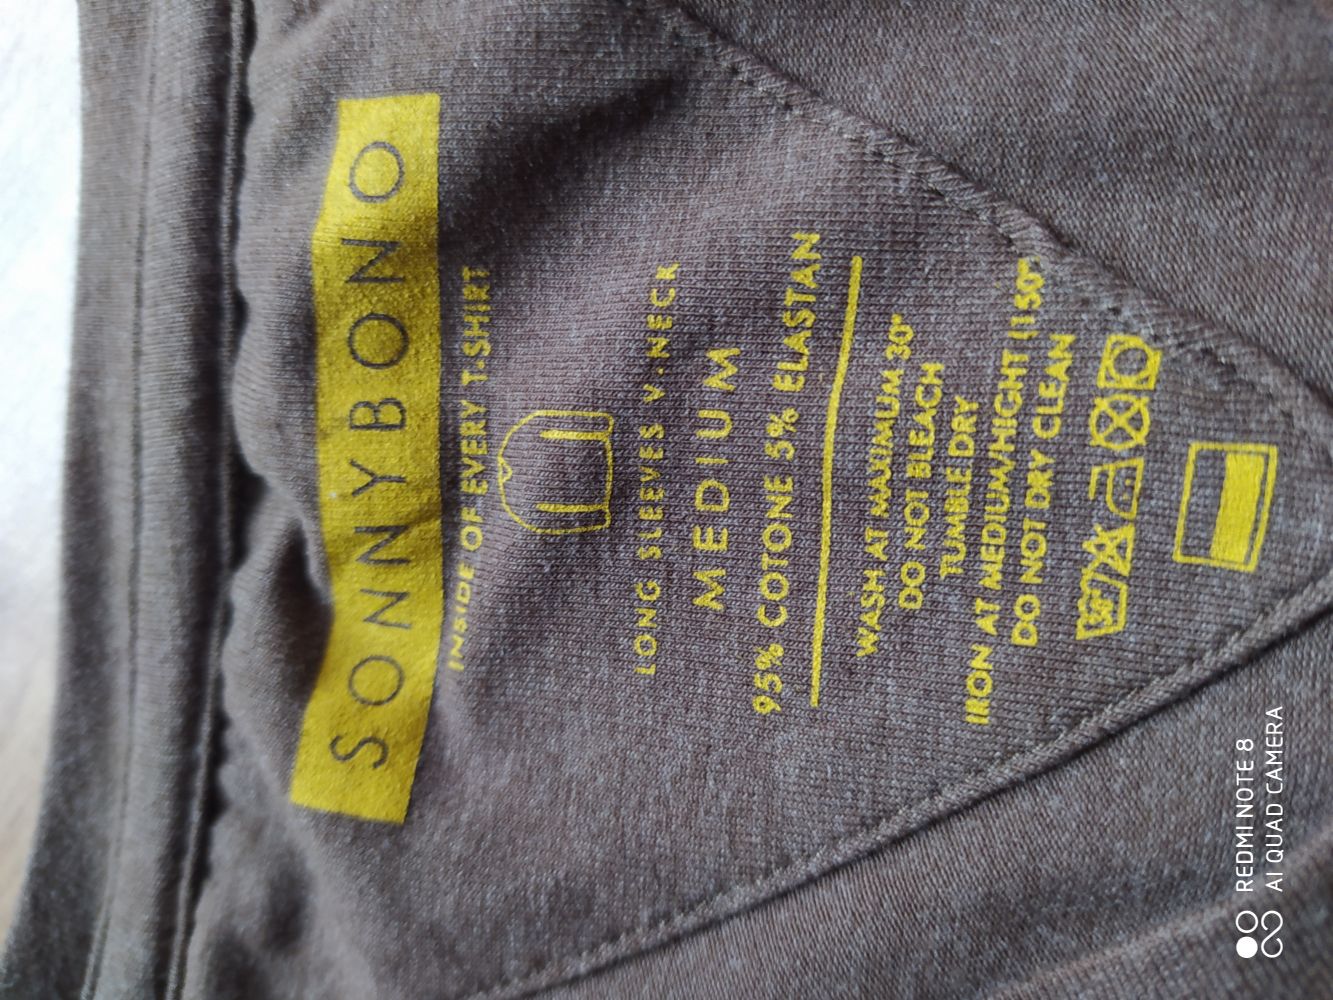 SONNYBONO
INSIDE OF EVERY T.SHIRT
LONG SLEEVES V.NECK
MEDIUM
95% COTONE 5% ELASTAN
WASH AT MAXIMUM 30°
DO NOT BLEACH
TUMBLE DRY
IRON AT MEDIUM/HIGHT (150°
DO NOT DRY CLEAN
30°
REDMI NOTE 8
AI QUAD CAMERA